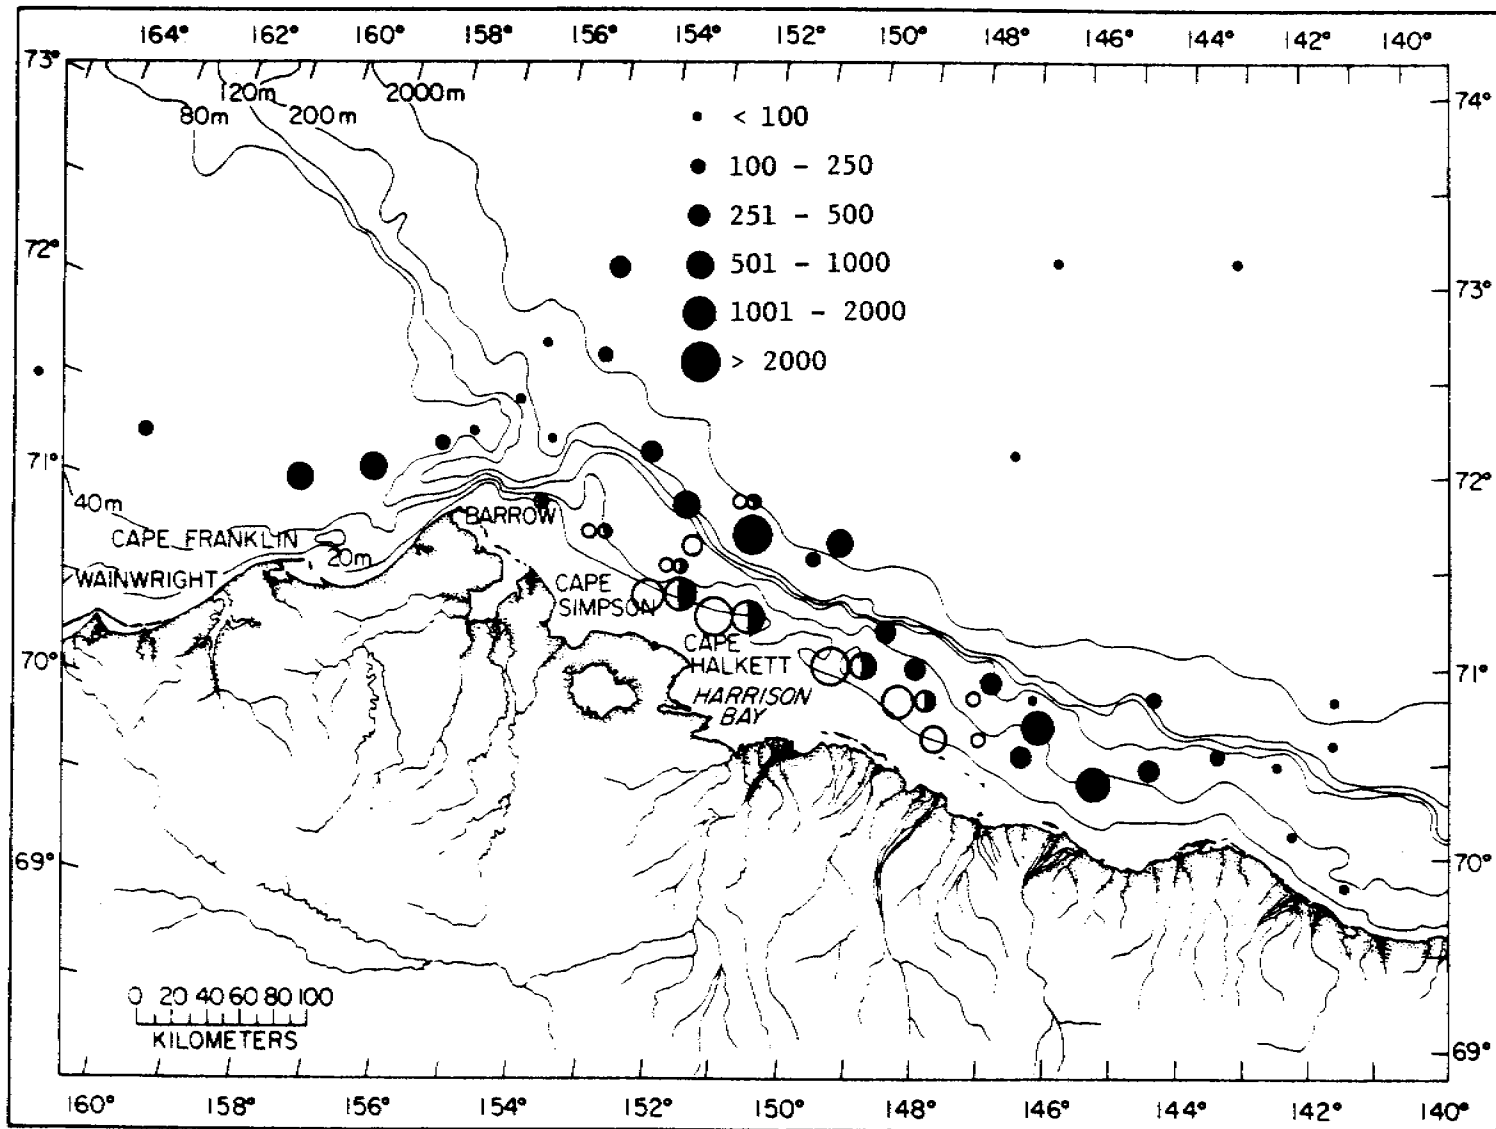 164° 162° 160° 158° 156° 154° 152° 150° 148° 146° 144° 142° 140°
73°
120m
2000m
80m
200m
74°
< 100
100 - 250
251 - 500
72°
501 - 1000
73°
1001 - 2000
> 2000
71°
72°
40m
BARROW
CAPE FRANKLIN
20m
WAINWRIGHT
CAPE
SIMPSON
CAPE
HALKETT
70°
71°
HARRISON
BAY
69°
70°
0 20 40 60 80 100
KILOMETERS
69°
160° 158° 156° 154° 152° 150° 148° 146° 144° 142° 140°